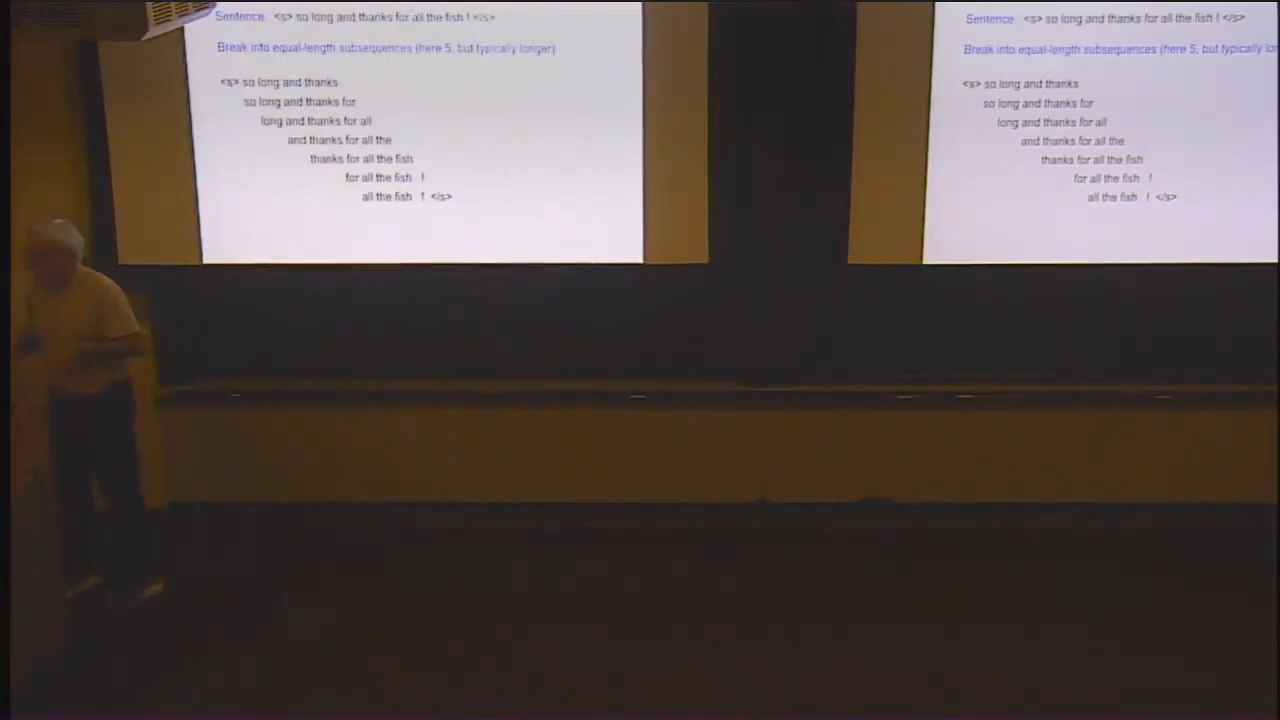 Sentence: <s> so long and thanks for all the fish ! </s>
Break into equal-length subsequences (here 5, but typically longer)
<s> so long and thanks
so long and thanks for
long and thanks for all
and thanks for all the
thanks for all the fish
for all the fish !
all the fish ! </s>
Sentence <s> so long and thanks for all the fish ! </s>
Break into equal-length subsequences (here 5, but typically
<s> so long and thanks
so long and thanks for
long and thanks for all
and thanks for all the
thanks for all the fish
for all the fish !
all the fish ! </s>